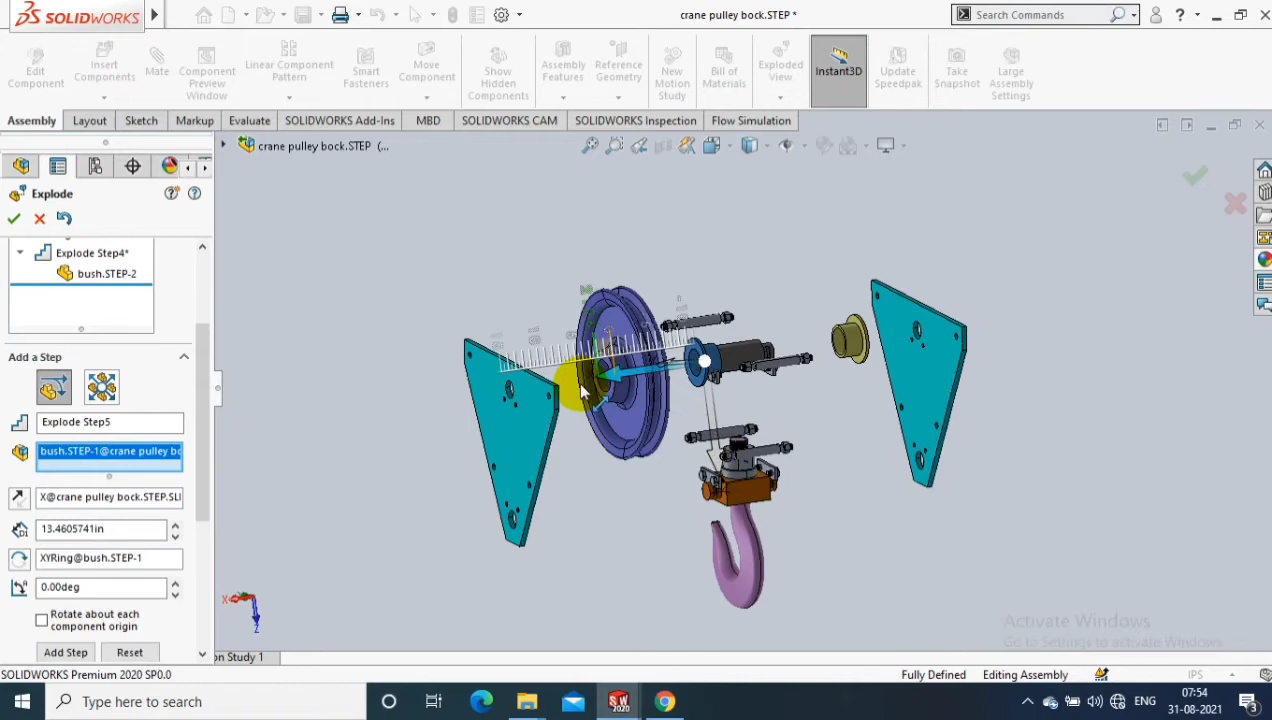 SOLIDWORKS
crane pulley bock.STEP *
Search Commands
Edit Component
Insert Components
Mate
Component Preview Window
Linear Component Pattern
Smart Fasteners
Move Component
Show Hidden Components
Assembly Features
Reference Geometry
New Motion Study
Bill of Materials
Exploded View
Instant3D
Update Speedpak
Take Snapshot
Large Assembly Settings
Assembly Layout Sketch Markup Evaluate SOLIDWORKS Add-Ins MBD SOLIDWORKS CAM SOLIDWORKS Inspection Flow Simulation
crane pulley bock.STEP (...
Explode
Explode Step4*
bush.STEP-2
Add a Step
Explode Step5
bush.STEP-1@crane pulley bo
X@crane pulley bock.STEP.SL
13.4605741in
XYRing@bush.STEP-1
0.00deg
Rotate about each
component origin
Add Step Reset
X
Z
Activate Windows
Go to Settings to activate Windows.
on Study 1
SOLIDWORKS Premium 2020 SP0.0
Fully Defined Editing Assembly IPS
Type here to search
ENG
07:54
31-08-2021